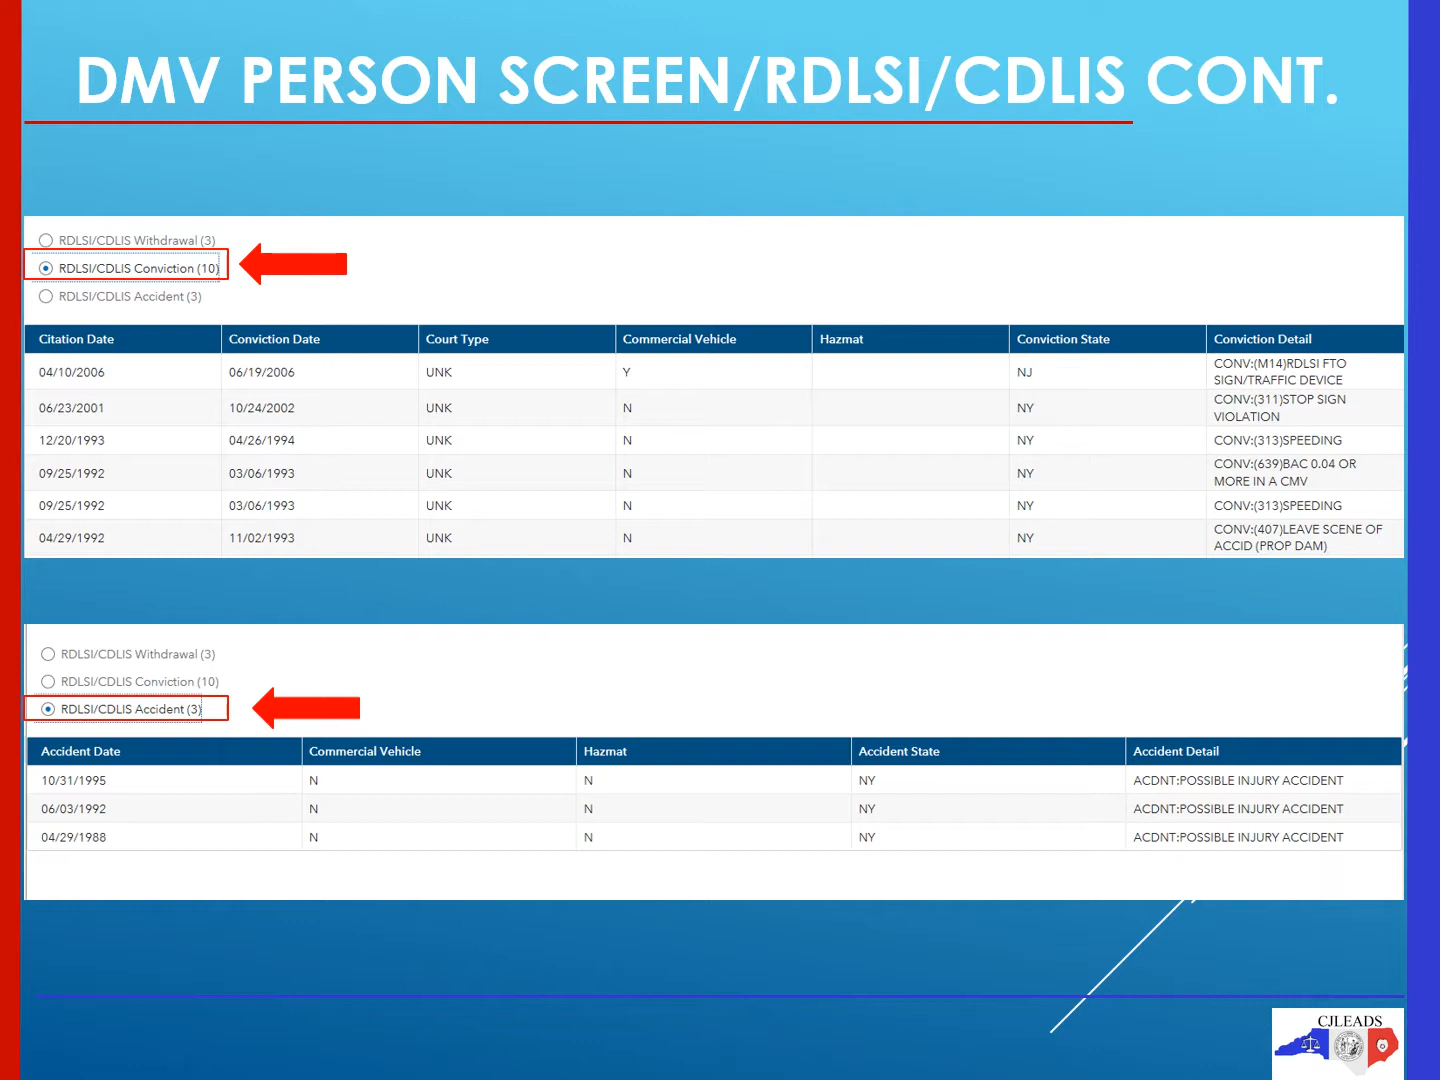 DMV PERSON SCREEN/RDLSI/CDLIS CONT.
RDLSI/CDLIS Withdrawal (3)
RDLSI/CDLIS Conviction (10)
RDLSI/CDLIS Accident (3)
Citation Date Conviction Date Court Type Commercial Vehicle Hazmat Conviction State Conviction Detail
04/10/2006 06/19/2006 UNK Y NJ CONV:(M14)RDLSI FTO
SIGN/TRAFFIC DEVICE
06/23/2001 10/24/2002 UNK N NY CONV:(311)STOP SIGN
VIOLATION
12/20/1993 04/26/1994 UNK N NY CONV:(313)SPEEDING
09/25/1992 03/06/1993 UNK N NY CONV:(639)BAC 0.04 OR
MORE IN A CMV
09/25/1992 03/06/1993 UNK N NY CONV:(313)SPEEDING
04/29/1992 11/02/1993 UNK N NY CONV:(407)LEAVE SCENE OF
ACCID (PROP DAM)
RDLSI/CDLIS Withdrawal (3)
RDLSI/CDLIS Conviction (10)
RDLSI/CDLIS Accident (3)
Accident Date Commercial Vehicle Hazmat Accident State Accident Detail
10/31/1995 N N NY ACDNT:POSSIBLE INJURY ACCIDENT
06/03/1992 N N NY ACDNT:POSSIBLE INJURY ACCIDENT
04/29/1988 N N NY ACDNT:POSSIBLE INJURY ACCIDENT
CJLEADS